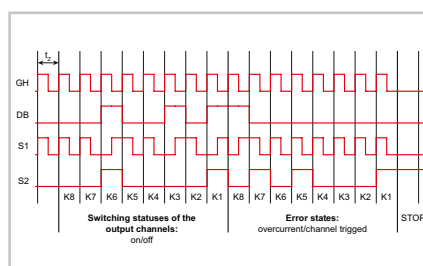 tz
GH
DB
S1
S2
K8 K7 K6 K5 K4 K3 K2 K1 K8 K7 K6 K5 K4 K3 K2 K1
Switching statuses of the
output channels:
on/off
Error states:
overcurrent/channel trigged
STOP